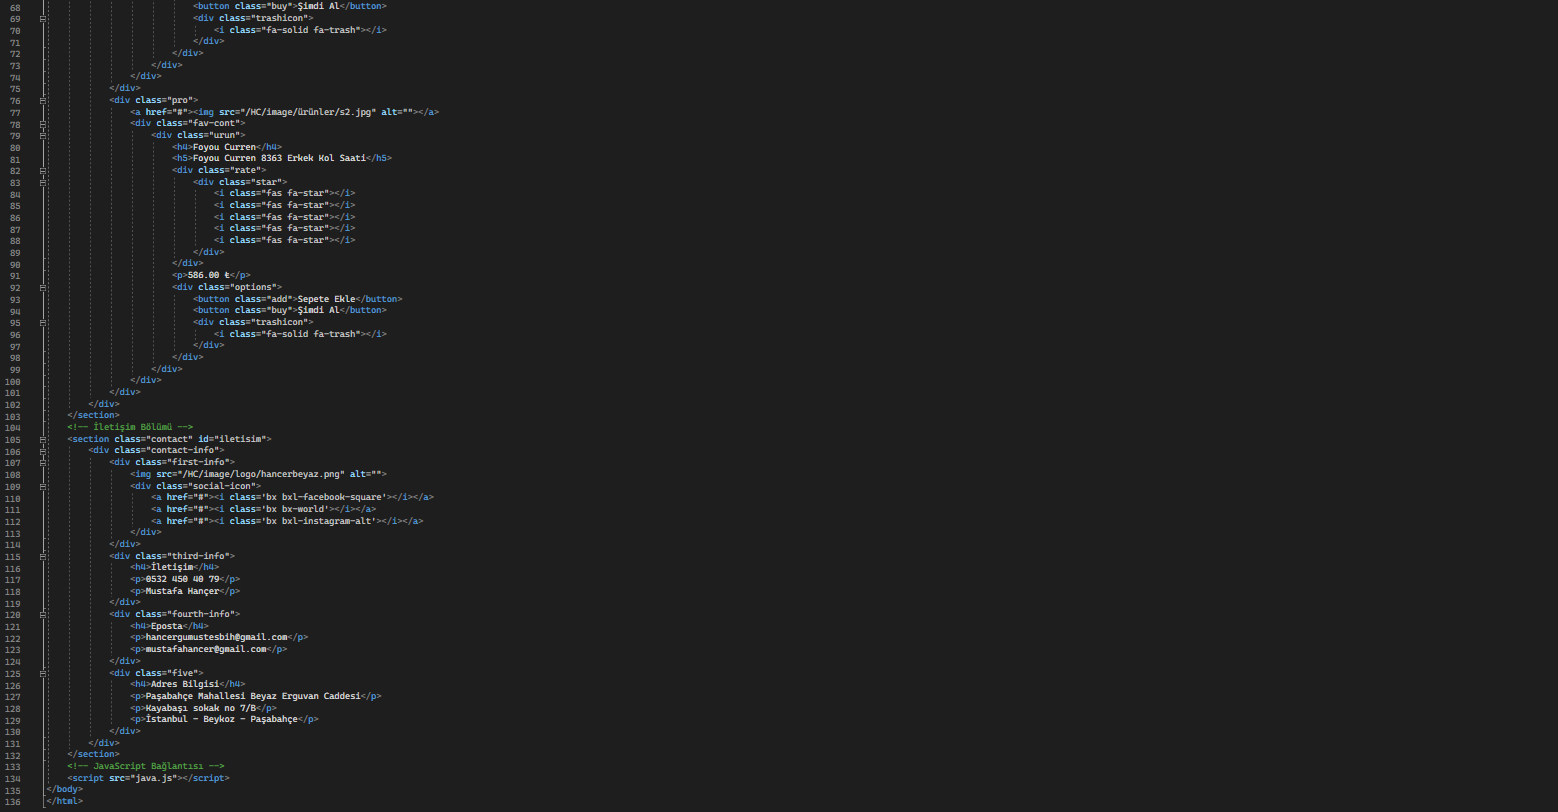 68 <button class="buy">Şimdi Al</button>
69 <div class="trashicon">
70 <i class="fa-solid fa-trash"></i>
71 </div>
72 </div>
73 </div>
74 </div>
75 </div>
76 <div class="pro">
77 <a href="#"><img src="/HC/image/ürünler/s2.jpg" alt=""></a>
78 <div class="fav-cont">
79 <div class="urun">
80 <h4>Foyou Curren</h4>
81 <h5>Foyou Curren 8363 Erkek Kol Saati</h5>
82 <div class="rate">
83 <div class="star">
84 <i class="fas fa-star"></i>
85 <i class="fas fa-star"></i>
86 <i class="fas fa-star"></i>
87 <i class="fas fa-star"></i>
88 <i class="fas fa-star"></i>
89 </div>
90 </div>
91 <p>586.00 ₺</p>
92 <div class="options">
93 <button class="add">Sepete Ekle</button>
94 <button class="buy">Şimdi Al</button>
95 <div class="trashicon">
96 <i class="fa-solid fa-trash"></i>
97 </div>
98 </div>
99 </div>
100 </div>
101 </div>
102 </div>
103 </section>
104 <!-- İletişim Bölümü -->
105 <section class="contact" id="iletisim">
106 <div class="contact-info">
107 <div class="first-info">
108 <img src="/HC/image/logo/hancerbeyaz.png" alt="">
109 <div class="social-icon">
110 <a href="#"><i class='bx bxl-facebook-square'></i></a>
111 <a href="#"><i class='bx bx-world'></i></a>
112 <a href="#"><i class='bx bxl-instagram-alt'></i></a>
113 </div>
114 </div>
115 <div class="third-info">
116 <h4>İletişim</h4>
117 <p>0532 450 40 79</p>
118 <p>Mustafa Hançer</p>
119 </div>
120 <div class="fourth-info">
121 <h4>Eposta</h4>
122 <p>hancergumustesbih@gmail.com</p>
123 <p>mustafahancer@gmail.com</p>
124 </div>
125 <div class="five">
126 <h4>Adres Bilgisi</h4>
127 <p>Paşabahçe Mahallesi Beyaz Erguvan Caddesi</p>
128 <p>Kayabaşı sokak no 7/B</p>
129 <p>İstanbul - Beykoz - Paşabahçe</p>
130 </div>
131 </div>
132 </section>
133 <!-- JavaScript Bağlantısı -->
134 <script src="java.js"></script>
135 </body>
136 </html>